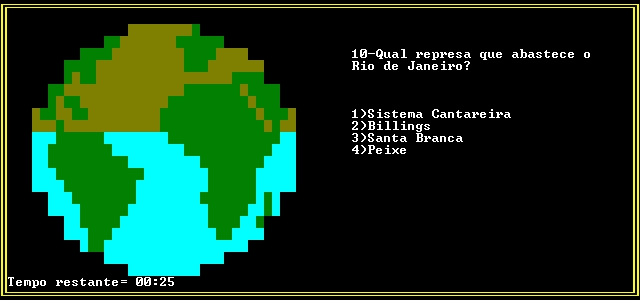 10-Qual represa que abastece o
Rio de Janeiro?
1)Sistema Cantareira
2)Billings
3)Santa Branca
4)Peixe
Tempo restante= 00:25